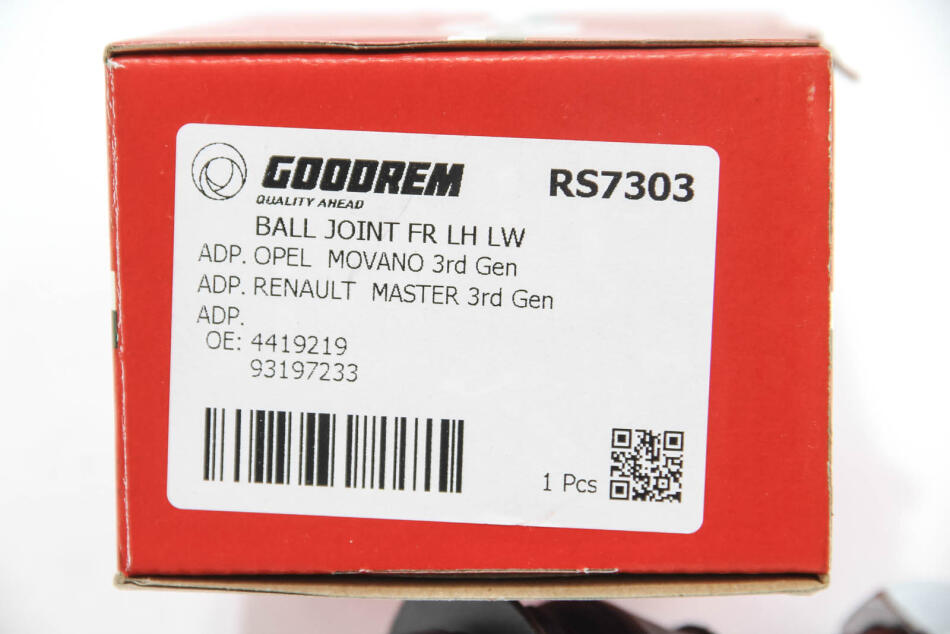 GOODREM
QUALITY AHEAD
RS7303
BALL JOINT FR LH LW
ADP. OPEL MOVANO 3rd Gen
ADP. RENAULT MASTER 3rd Gen
ADP.
OE: 4419219
93197233
1 Pcs